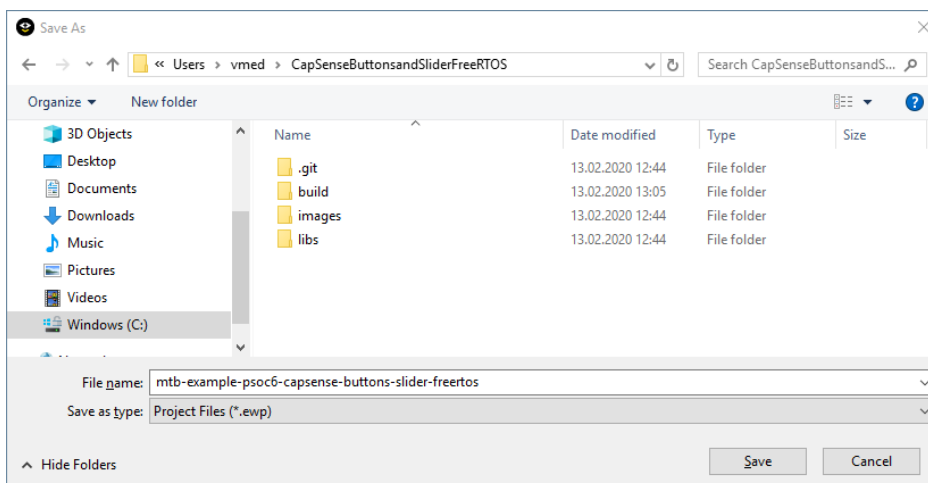 Save As
« Users › vmed › CapSenseButtonsandSliderFreeRTOS
Search CapSenseButtonsandS...
Organize
New folder
3D Objects
Desktop
Documents
Downloads
Music
Pictures
Videos
Windows (C:)
Name Date modified Type Size
.git 13.02.2020 12:44 File folder
build 13.02.2020 13:05 File folder
images 13.02.2020 12:44 File folder
libs 13.02.2020 12:44 File folder
File name: mtb-example-psoc6-capsense-buttons-slider-freertos
Save as type: Project Files (*.ewp)
Hide Folders
Save
Cancel